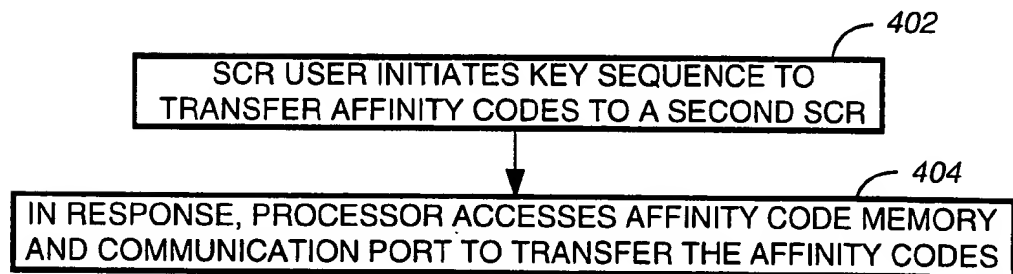 402
SCR USER INITIATES KEY SEQUENCE TO
TRANSFER AFFINITY CODES TO A SECOND SCR
404
IN RESPONSE, PROCESSOR ACCESSES AFFINITY CODE MEMORY
AND COMMUNICATION PORT TO TRANSFER THE AFFINITY CODES